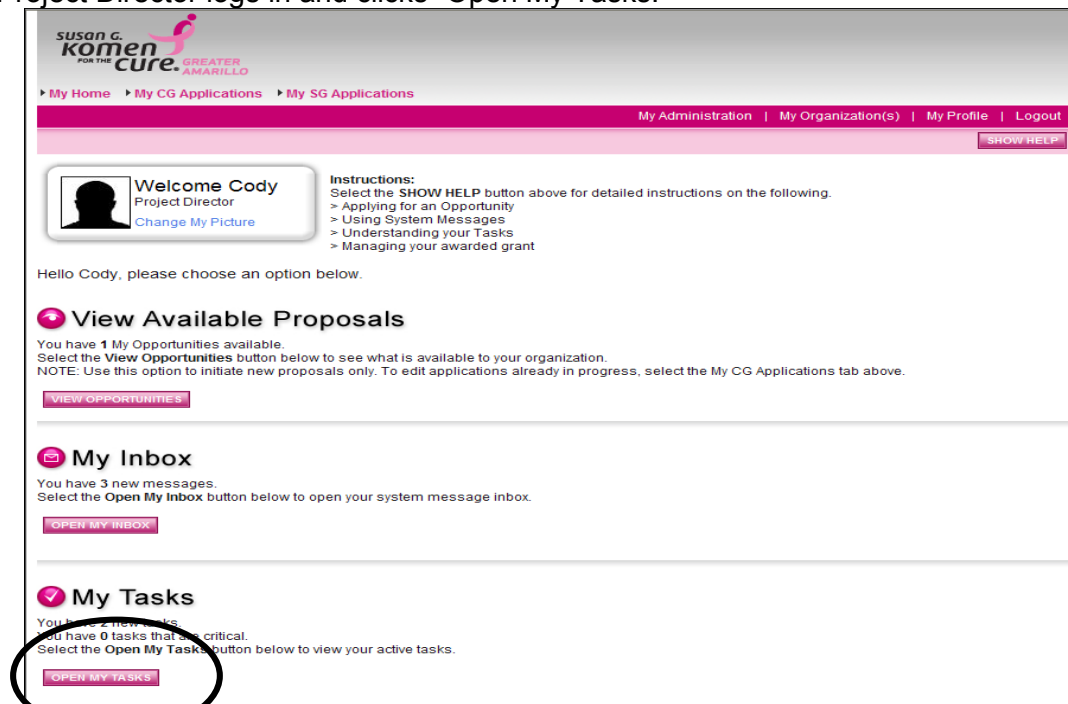 Project Director logs in and clicks "Open My Tasks."
susan g.
komen
FOR THE cure. GREATER
AMARILLO
My Home My CG Applications My SG Applications
My Administration | My Organization(s) | My Profile | Logout
SHOW HELP
Welcome Cody
Project Director
Change My Picture
Instructions:
Select the SHOW HELP button above for detailed instructions on the following.
> Applying for an Opportunity
> Using System Messages
> Understanding your Tasks
> Managing your awarded grant
Hello Cody, please choose an option below.
View Available Proposals
You have 1 My Opportunities available.
Select the View Opportunities button below to see what is available to your organization.
NOTE: Use this option to initiate new proposals only. To edit applications already in progress, select the My CG Applications tab above.
VIEW OPPORTUNITIES
My Inbox
You have 3 new messages.
Select the Open My Inbox button below to open your system message inbox.
OPEN MY INBOX
My Tasks
You have 2 new tasks.
You have 0 tasks that are critical.
Select the Open My Tasks button below to view your active tasks.
OPEN MY TASKS